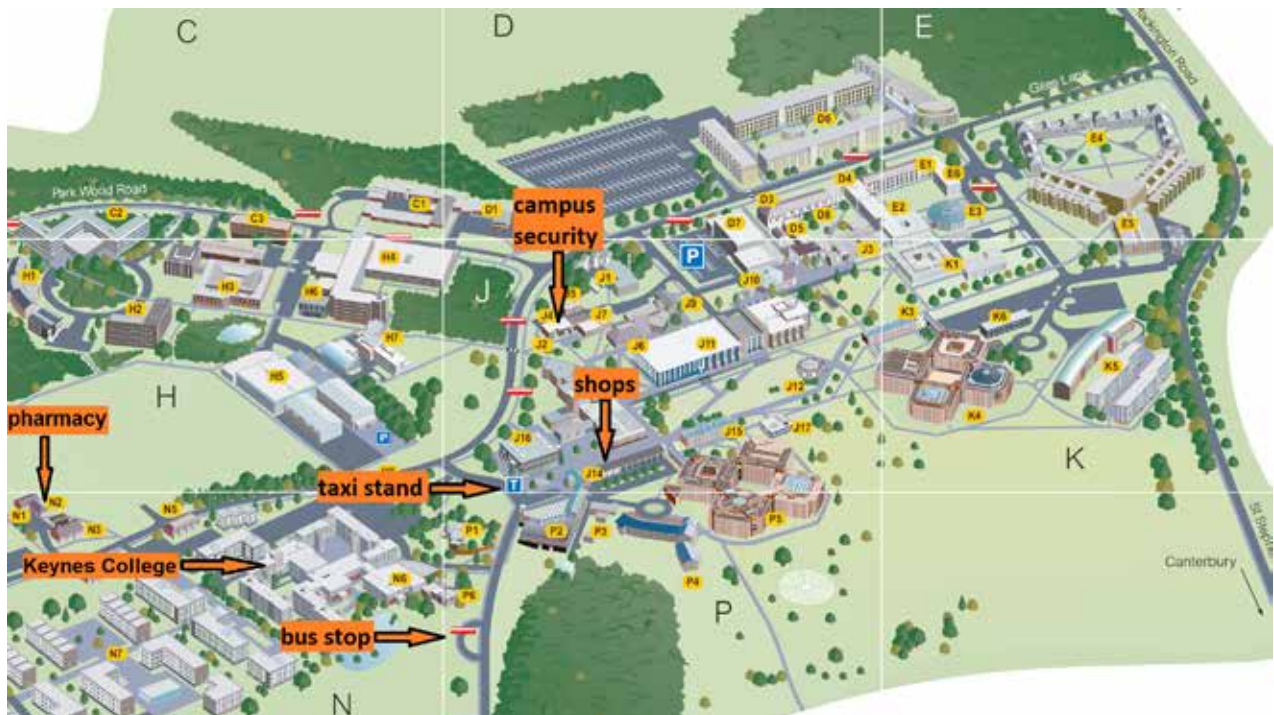 C
D
E
Giles Lane
D6
E4
Park Wood Road
C2
C3
C1
D1
campus
security
D3
D4
E1
E6
D7
D8
D5
E2
E3
E5
P
J3
H1
H3
H4
H6
J
J1
J10
K1
H2
J4
J7
J9
J2
J6
J11
K3
K6
H7
H5
shops
J12
K5
K4
H
P
pharmacy
J16
J15
J17
K
taxi stand
T
J14
N1
N2
N3
N5
P1
P2
P3
P5
Keynes College
N6
P6
P4
P
Canterbury
bus stop
N7
N